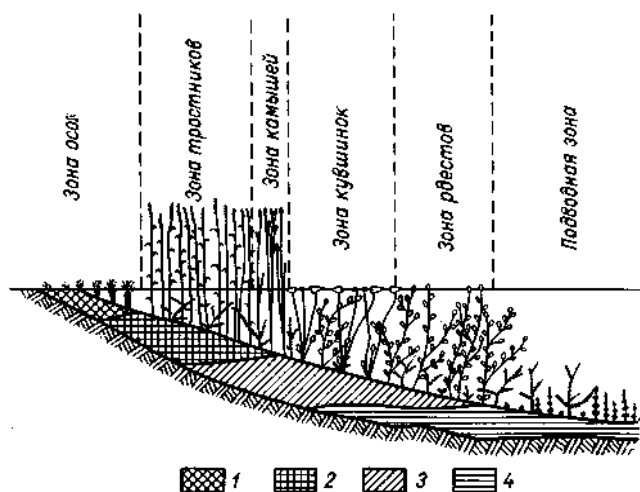 Зона осок
Зона тростников
Зона камышей
Зона кувшинок
Зона рдестов
Подводная зона
1 2 3 4